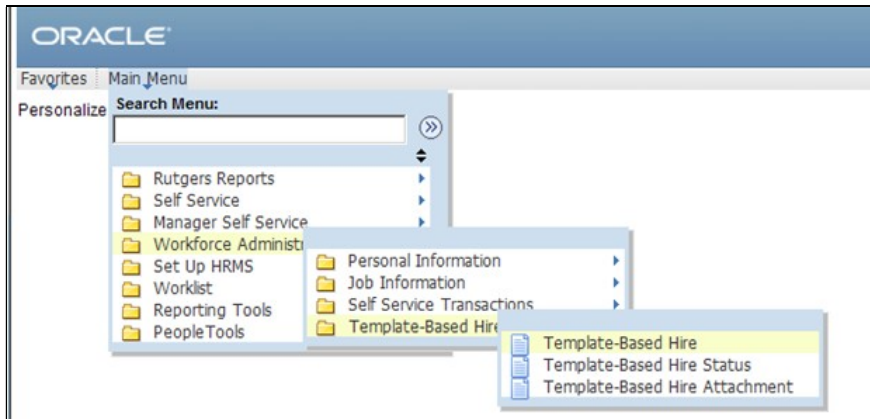 ORACLE
Favorites Main Menu
Personalize
Search Menu:
Rutgers Reports
Self Service
Manager Self Service
Workforce Administr
Set Up HRMS
Worklist
Reporting Tools
PeopleTools
Personal Information
Job Information
Self Service Transactions
Template-Based Hire
Template-Based Hire
Template-Based Hire Status
Template-Based Hire Attachment